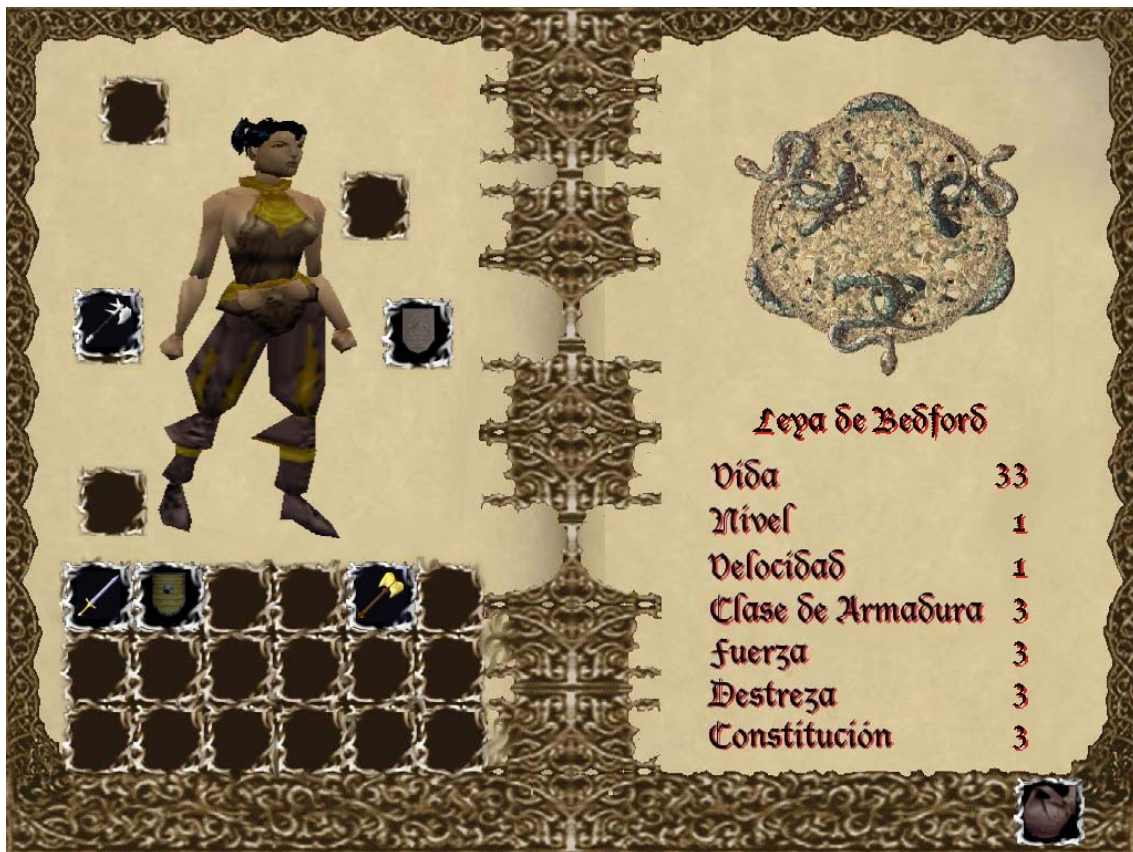 Leya de Bedford
Vida 33
Nivel 1
Velocidad 1
Clase de Armadura 3
Fuerza 3
Destreza 3
Constitución 3